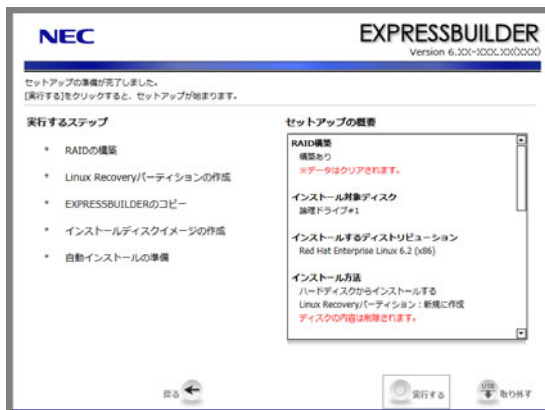 NEC
EXPRESSBUILDER
Version 6.XX-XXX.XX(XXX)
セットアップの準備が完了しました。
[実行する]をクリックすると、セットアップが始まります。
実行するステップ
* RAIDの構築
* Linux Recoveryパーティションの作成
* EXPRESSBUILDERのコピー
* インストールディスクイメージの作成
* 自動インストールの準備
セットアップの概要
RAID構築
構築あり
※データはクリアされます。
インストール対象ディスク
論理ドライブ#1
インストールするディストリビューション
Red Hat Enterprise Linux 6.2 (x86)
インストール方法
ハードディスクからインストールする
Linux Recoveryパーティション : 新規に作成
ディスクの内容は削除されます。
戻る
実行する
USB
取り外す